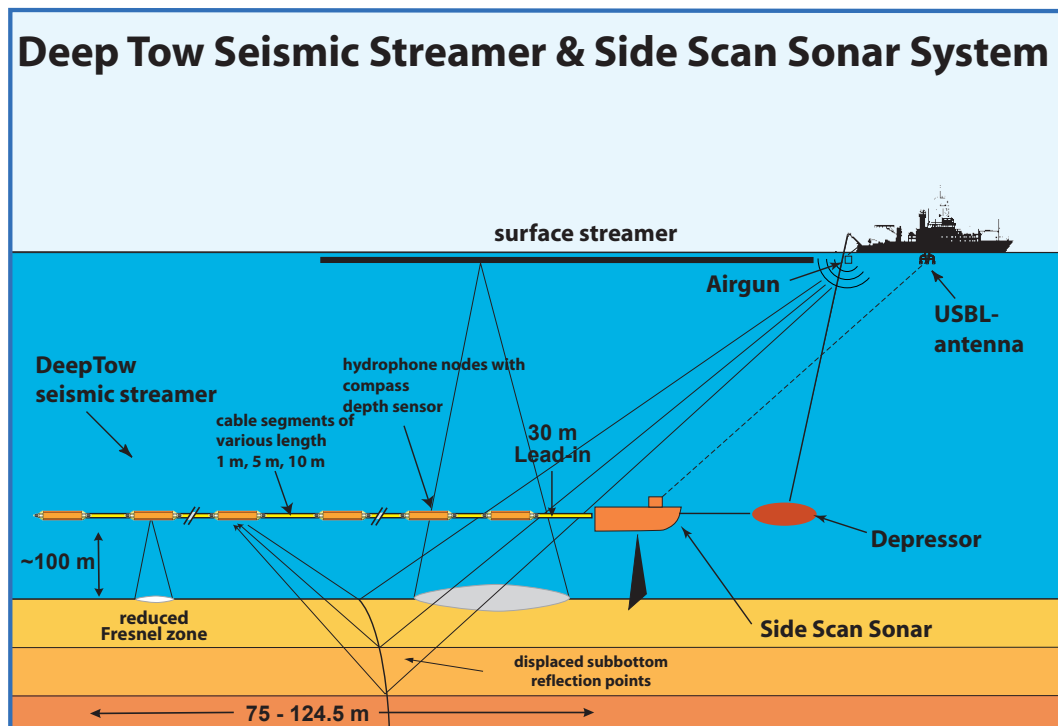 Deep Tow Seismic Streamer & Side Scan Sonar System
surface streamer
Airgun
USBL-
antenna
DeepTow
seismic streamer
hydrophone nodes with
compass
depth sensor
cable segments of
various length
1 m, 5 m, 10 m
30 m
Lead-in
Depressor
~100 m
reduced
Fresnel zone
Side Scan Sonar
displaced subbottom
reflection points
75 - 124.5 m